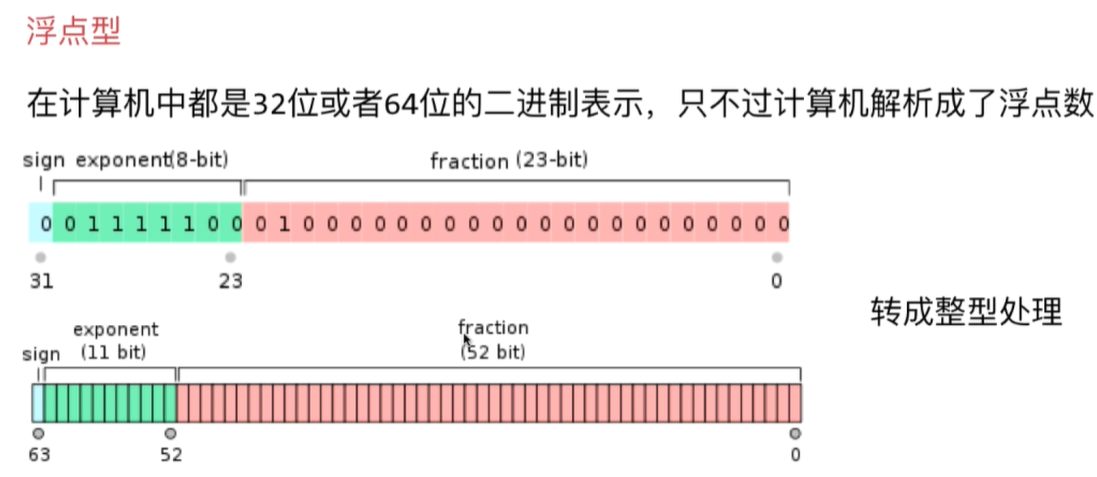 浮点型
在计算机中都是32位或者64位的二进制表示，只不过计算机解析成了浮点数
sign exponent(8-bit) fraction (23-bit)
0 0 1 1 1 1 1 0 0 0 1 0 0 0 0 0 0 0 0 0 0 0 0 0 0 0 0 0 0 0 0 0
31 23 0
转成整型处理
exponent fraction
sign (11 bit) (52 bit)
63 52 0